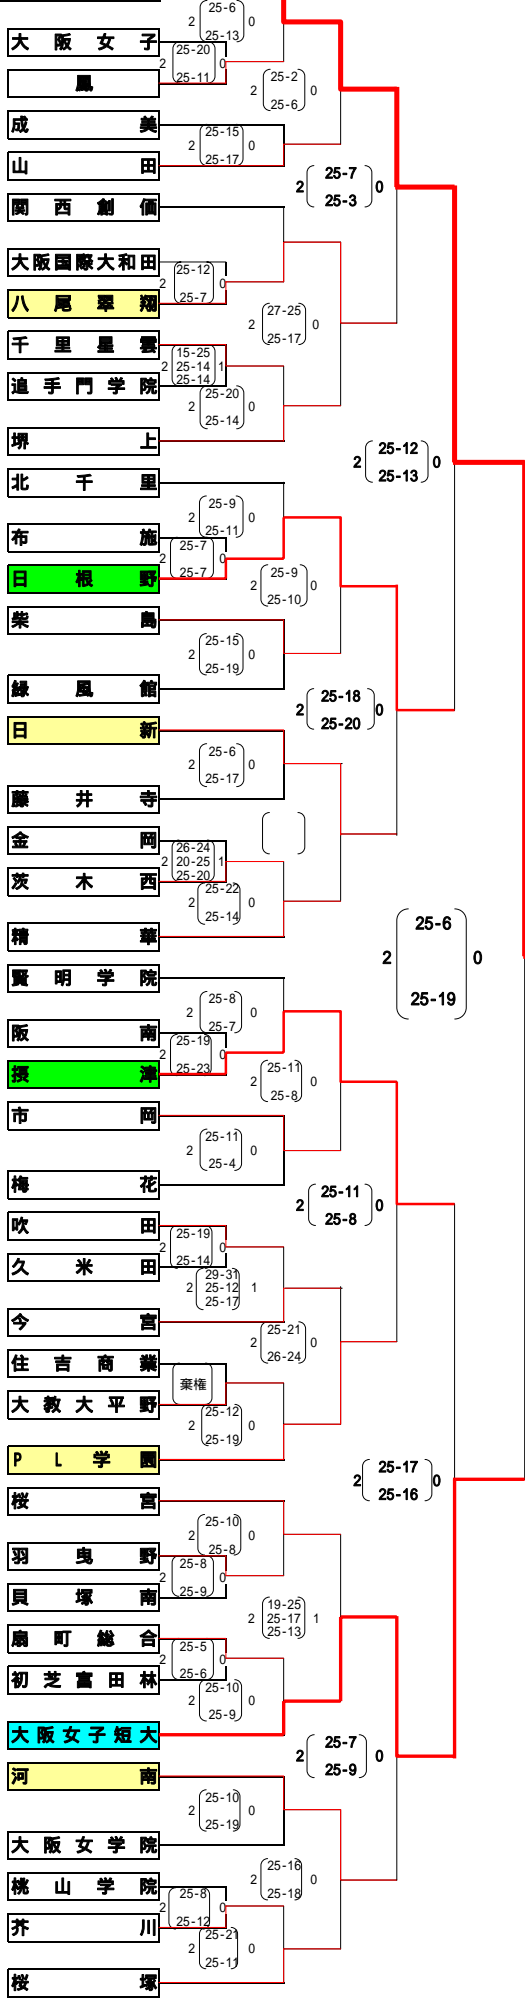 25-6
2 0
25-13
大阪女子
25-20
2 0
25-11
鳳
25-2
2 0
25-6
成美
25-15
2 0
25-17
山田
25-7
2 0
25-3
関西創価
大阪国際大和田
25-12
2 0
25-7
八尾翠翔
27-25
2 0
25-17
千里星雲
15-25
2 25-14 1
25-14
追手門学院
25-20
2 0
25-14
堺上
25-12
2 0
25-13
北千里
25-9
2 0
25-11
布施
25-7
2 0
25-7
日根野
25-9
2 0
25-10
柴島
25-15
2 0
25-19
緑風館
25-18
2 0
25-20
日新
25-6
2 0
25-17
藤井寺
金岡
26-24
2 20-25 1
25-20
茨木西
25-22
2 0
25-14
精華
25-6
2 0
25-19
賢明学院
25-8
2 0
25-7
阪南
25-19
2 0
25-23
摂津
25-11
2 0
25-8
市岡
25-11
2 0
25-4
梅花
25-11
2 0
25-8
吹田
25-19
2 0
25-14
久米田
29-31
2 25-12 1
25-17
今宮
25-21
2 0
26-24
住吉商業
棄権
大教大平野
25-12
2 0
25-19
PL学園
25-17
2 0
25-16
桜宮
25-10
2 0
25-8
羽曳野
25-8
2 0
25-9
貝塚南
19-25
2 25-17 1
25-13
扇町総合
25-5
2 0
25-6
初芝富田林
25-10
2 0
25-9
大阪女子短大
25-7
2 0
25-9
河南
25-10
2 0
25-19
大阪女学院
25-16
2 0
25-18
桃山学院
25-8
2 0
25-12
芥川
25-21
2 0
25-11
桜塚